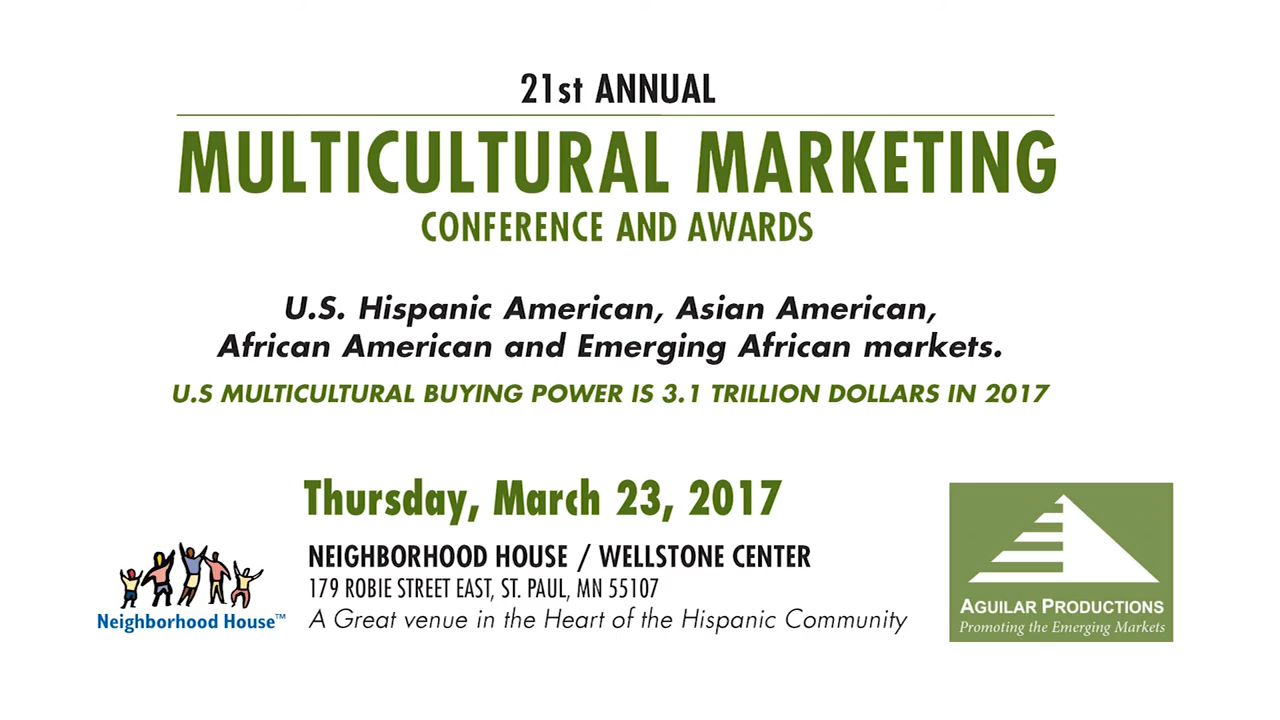 21st ANNUAL
MULTICULTURAL MARKETING
CONFERENCE AND AWARDS
U.S. Hispanic American, Asian American,
African American and Emerging African markets.
U.S MULTICULTURAL BUYING POWER IS 3.1 TRILLION DOLLARS IN 2017
Thursday, March 23, 2017
NEIGHBORHOOD HOUSE / WELLSTONE CENTER
179 ROBIE STREET EAST, ST. PAUL, MN 55107
A Great venue in the Heart of the Hispanic Community
Neighborhood House™
AGUILAR PRODUCTIONS
Promoting the Emerging Markets